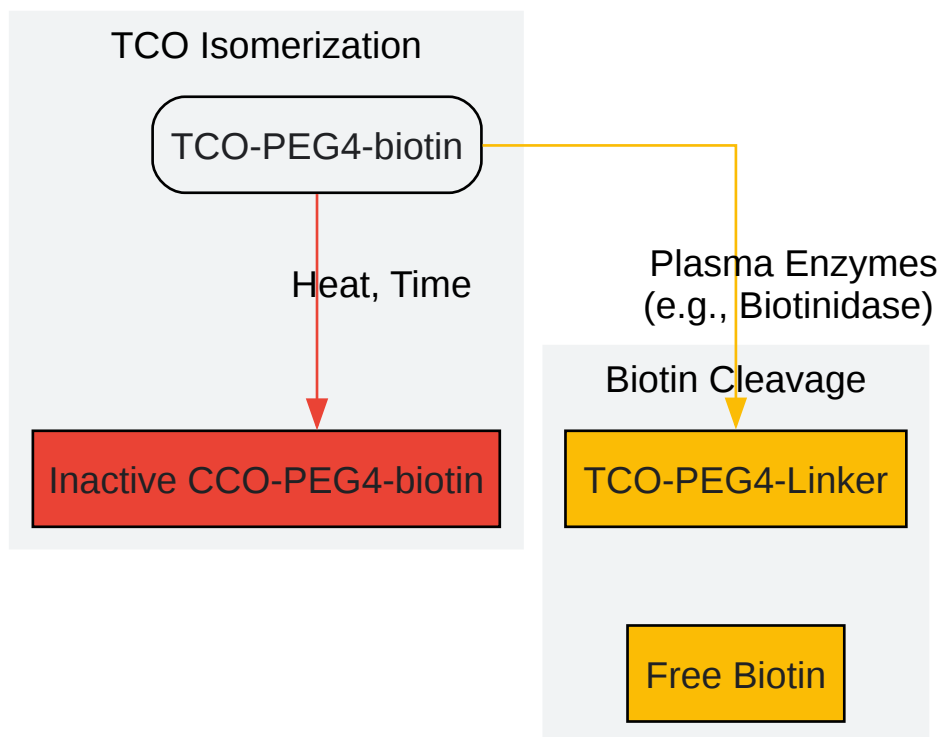 TCO Isomerization
TCO-PEG4-biotin
Heat, Time
Inactive CCO-PEG4-biotin
Plasma Enzymes
(e.g., Biotinidase)
Biotin Cleavage
TCO-PEG4-Linker
Free Biotin